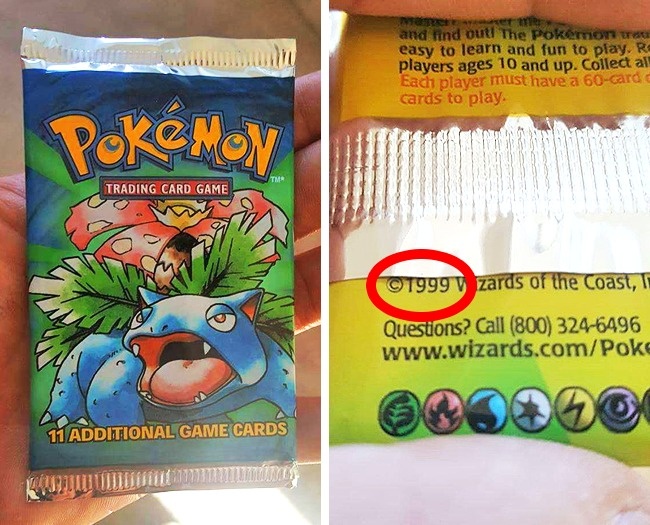 POKéMON
TM®
TRADING CARD GAME
11 ADDITIONAL GAME CARDS
and find out! The Pokémon
easy to learn and fun to play.
players ages 10 and up. Collect all
Each player must have a 60-card
cards to play.
©1999 Wizards of the Coast,
Questions? Call (800) 324-6496
www.wizards.com/Poke